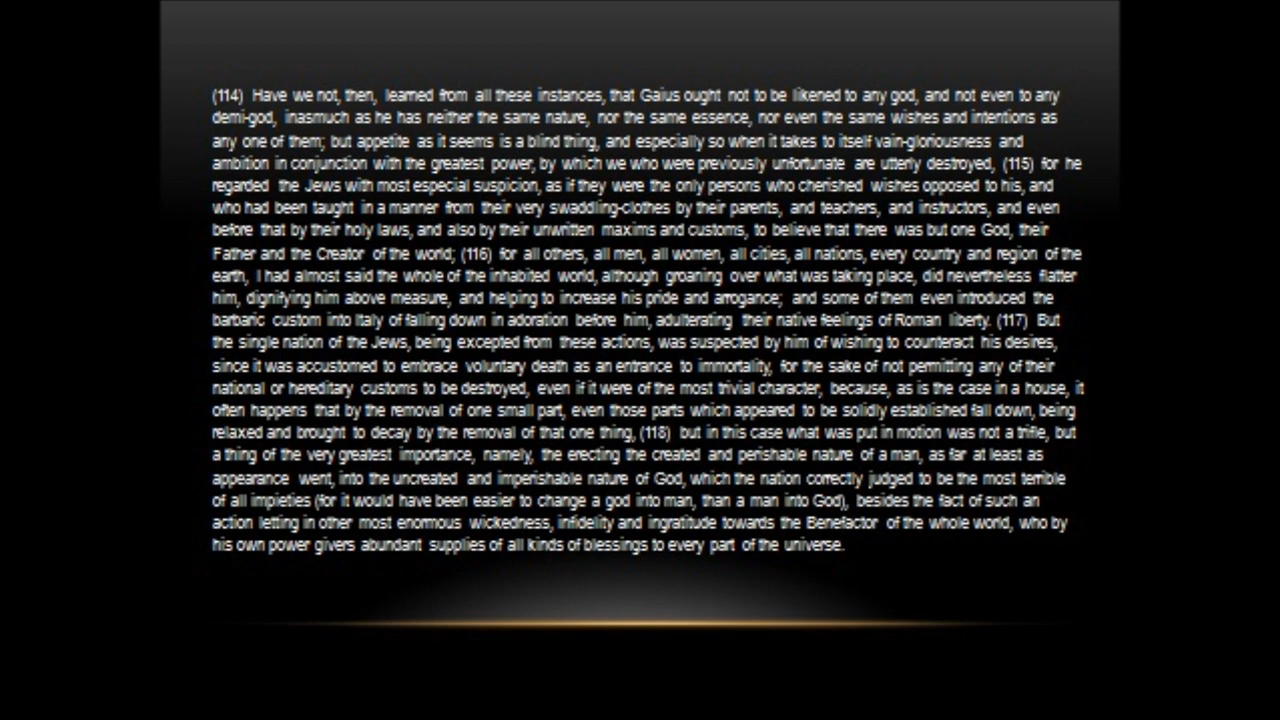 (114) Have we not, then, learned from all these instances, that Gaius ought not to be likened to any god, and not even to any
demi-god, inasmuch as he has neither the same nature, nor the same essence, nor even the same wishes and intentions as
any one of them; but appetite as it seems is a blind thing, and especially so when it takes to itself vain-gloriousness and
ambition in conjunction with the greatest power, by which we who were previously unfortunate are utterly destroyed, (115) for he
regarded the Jews with most especial suspicion, as if they were the only persons who cherished wishes opposed to his, and
who had been taught in a manner from their very swaddling-clothes by their parents, and teachers, and instructors, and even
before that by their holy laws, and also by their unwritten maxims and customs, to believe that there was but one God, their
Father and the Creator of the world; (116) for all others, all men, all women, all cities, all nations, every country and region of the
earth, I had almost said the whole of the inhabited world, although groaning over what was taking place, did nevertheless flatter
him, dignifying him above measure, and helping to increase his pride and arrogance; and some of them even introduced the
barbaric custom into Italy of falling down in adoration before him, adulterating their native feelings of Roman liberty. (117) But
the single nation of the Jews, being excepted from these actions, was suspected by him of wishing to counteract his desires,
since it was accustomed to embrace voluntary death as an entrance to immortality, for the sake of not permitting any of their
national or hereditary customs to be destroyed, even if it were of the most trivial character, because, as is the case in a house, it
often happens that by the removal of one small part, even those parts which appeared to be solidly established fall down, being
relaxed and brought to decay by the removal of that one thing, (118) but in this case what was put in motion was not a trifle, but
a thing of the very greatest importance, namely, the erecting the created and perishable nature of a man, as far at least as
appearance went, into the uncreated and imperishable nature of God, which the nation correctly judged to be the most terrible
of all impieties (for it would have been easier to change a god into man, than a man into God), besides the fact of such an
action letting in other most enormous wickedness, infidelity and ingratitude towards the Benefactor of the whole world, who by
his own power givers abundant supplies of all kinds of blessings to every part of the universe.